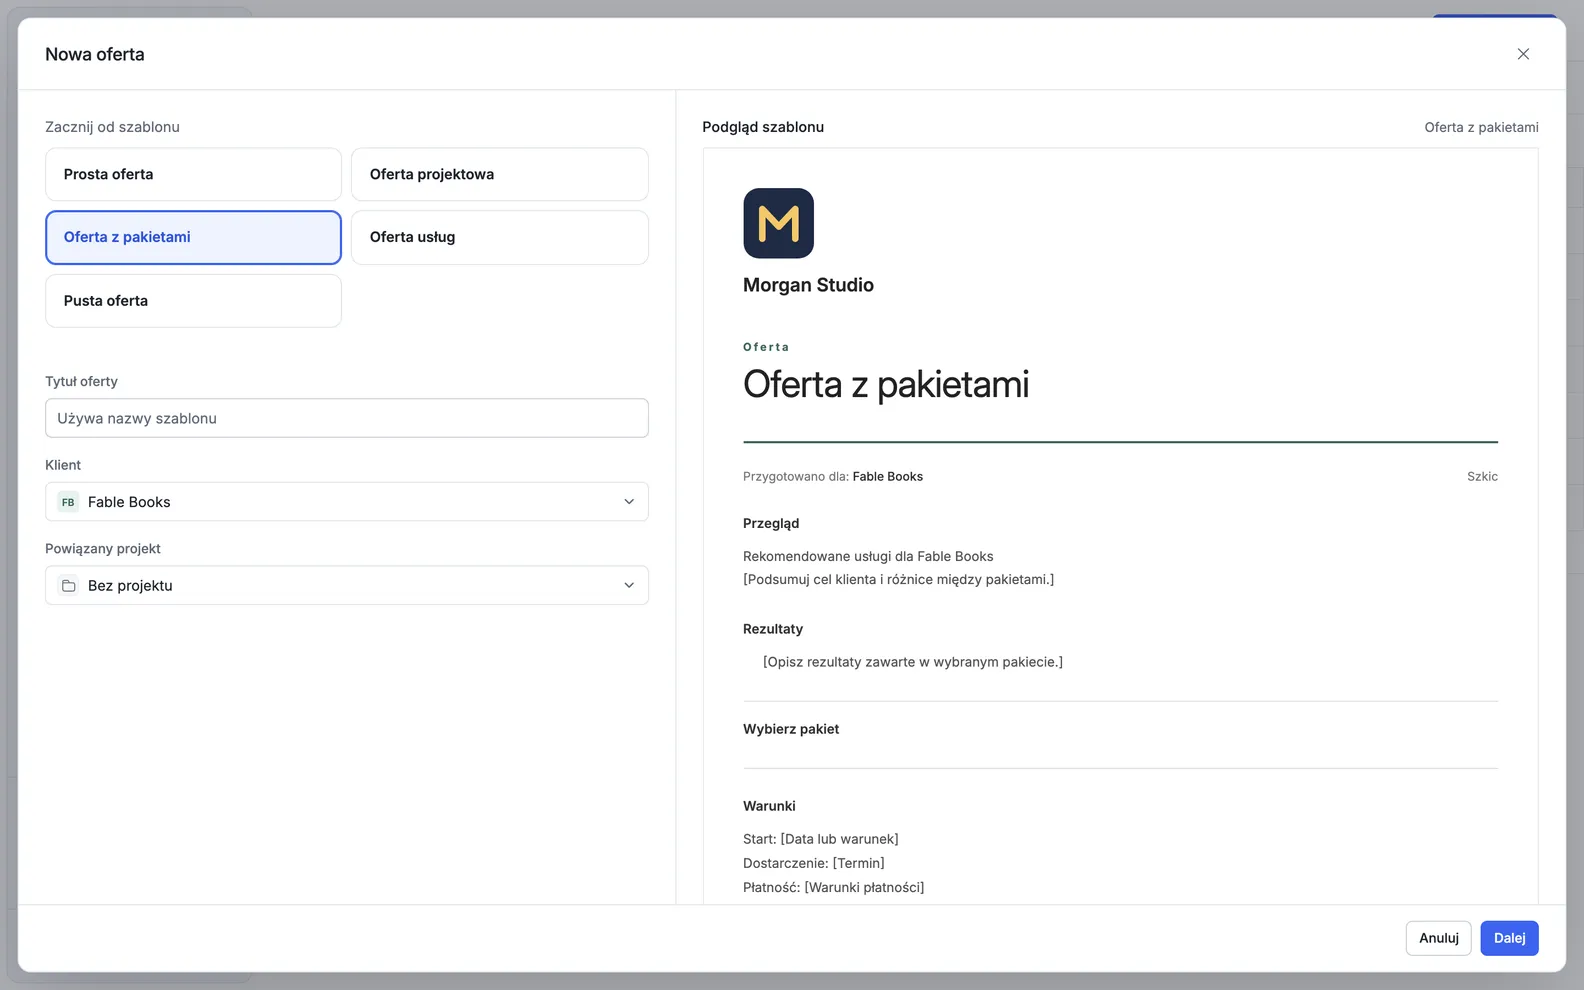 Nowa oferta
Zacznij od szablonu
Prosta oferta
Oferta projektowa
Oferta z pakietami
Oferta usług
Pusta oferta
Tytuł oferty
Używa nazwy szablonu
Klient
FB Fable Books
Powiązany projekt
Bez projektu
Podgląd szablonu
Oferta z pakietami
M
Morgan Studio
Oferta
Oferta z pakietami
Przygotowano dla: Fable Books
Szkic
Przegląd
Rekomendowane usługi dla Fable Books
[Podsumuj cel klienta i różnice między pakietami.]
Rezultaty
[Opisz rezultaty zawarte w wybranym pakiecie.]
Wybierz pakiet
Warunki
Start: [Data lub warunek]
Dostarczenie: [Termin]
Płatność: [Warunki płatności]
Anuluj
Dalej